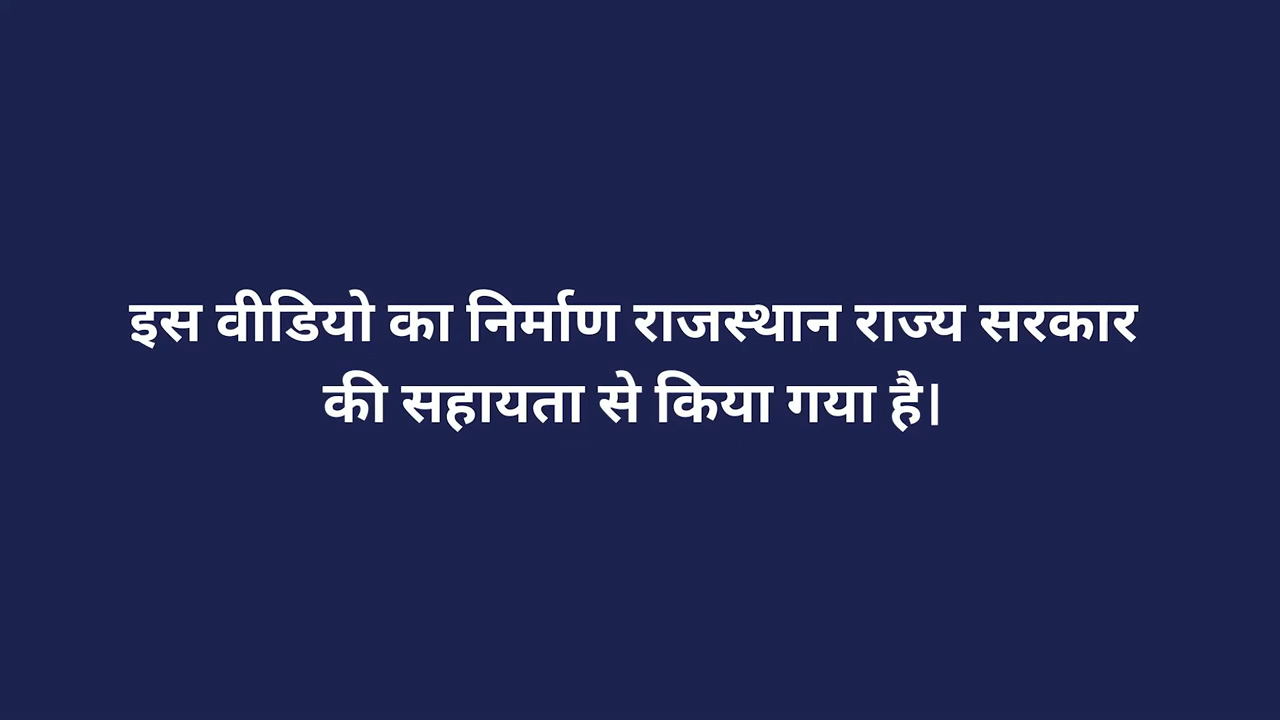 इस वीडियो का निर्माण राजस्थान राज्य सरकार
की सहायता से किया गया है।